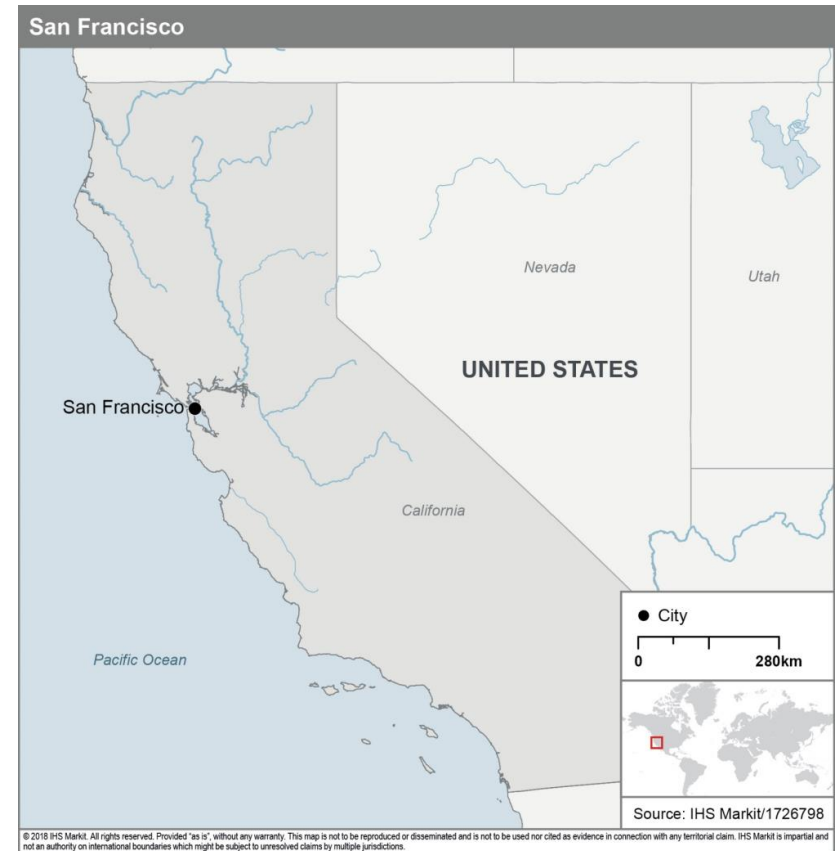 San Francisco
Nevada
Utah
UNITED STATES
San Francisco
California
Pacific Ocean
City
0 280km
Source: IHS Markit/1726798
© 2018 IHS Markit. All rights reserved. Provided "as is", without any warranty. This map is not to be reproduced or disseminated and is not to be used nor cited as evidence in connection with any territorial claim. IHS Markit is impartial and
not an authority on international boundaries which might be subject to unresolved claims by multiple jurisdictions.